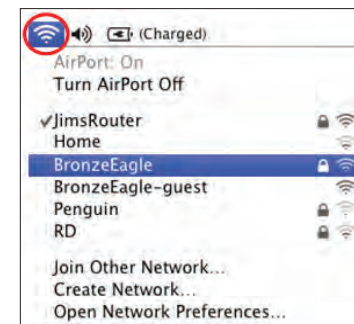 (Charged)
AirPort: On
Turn AirPort Off
✓JimsRouter
Home
BronzeEagle
BronzeEagle-guest
Penguin
RD
Join Other Network...
Create Network...
Open Network Preferences...